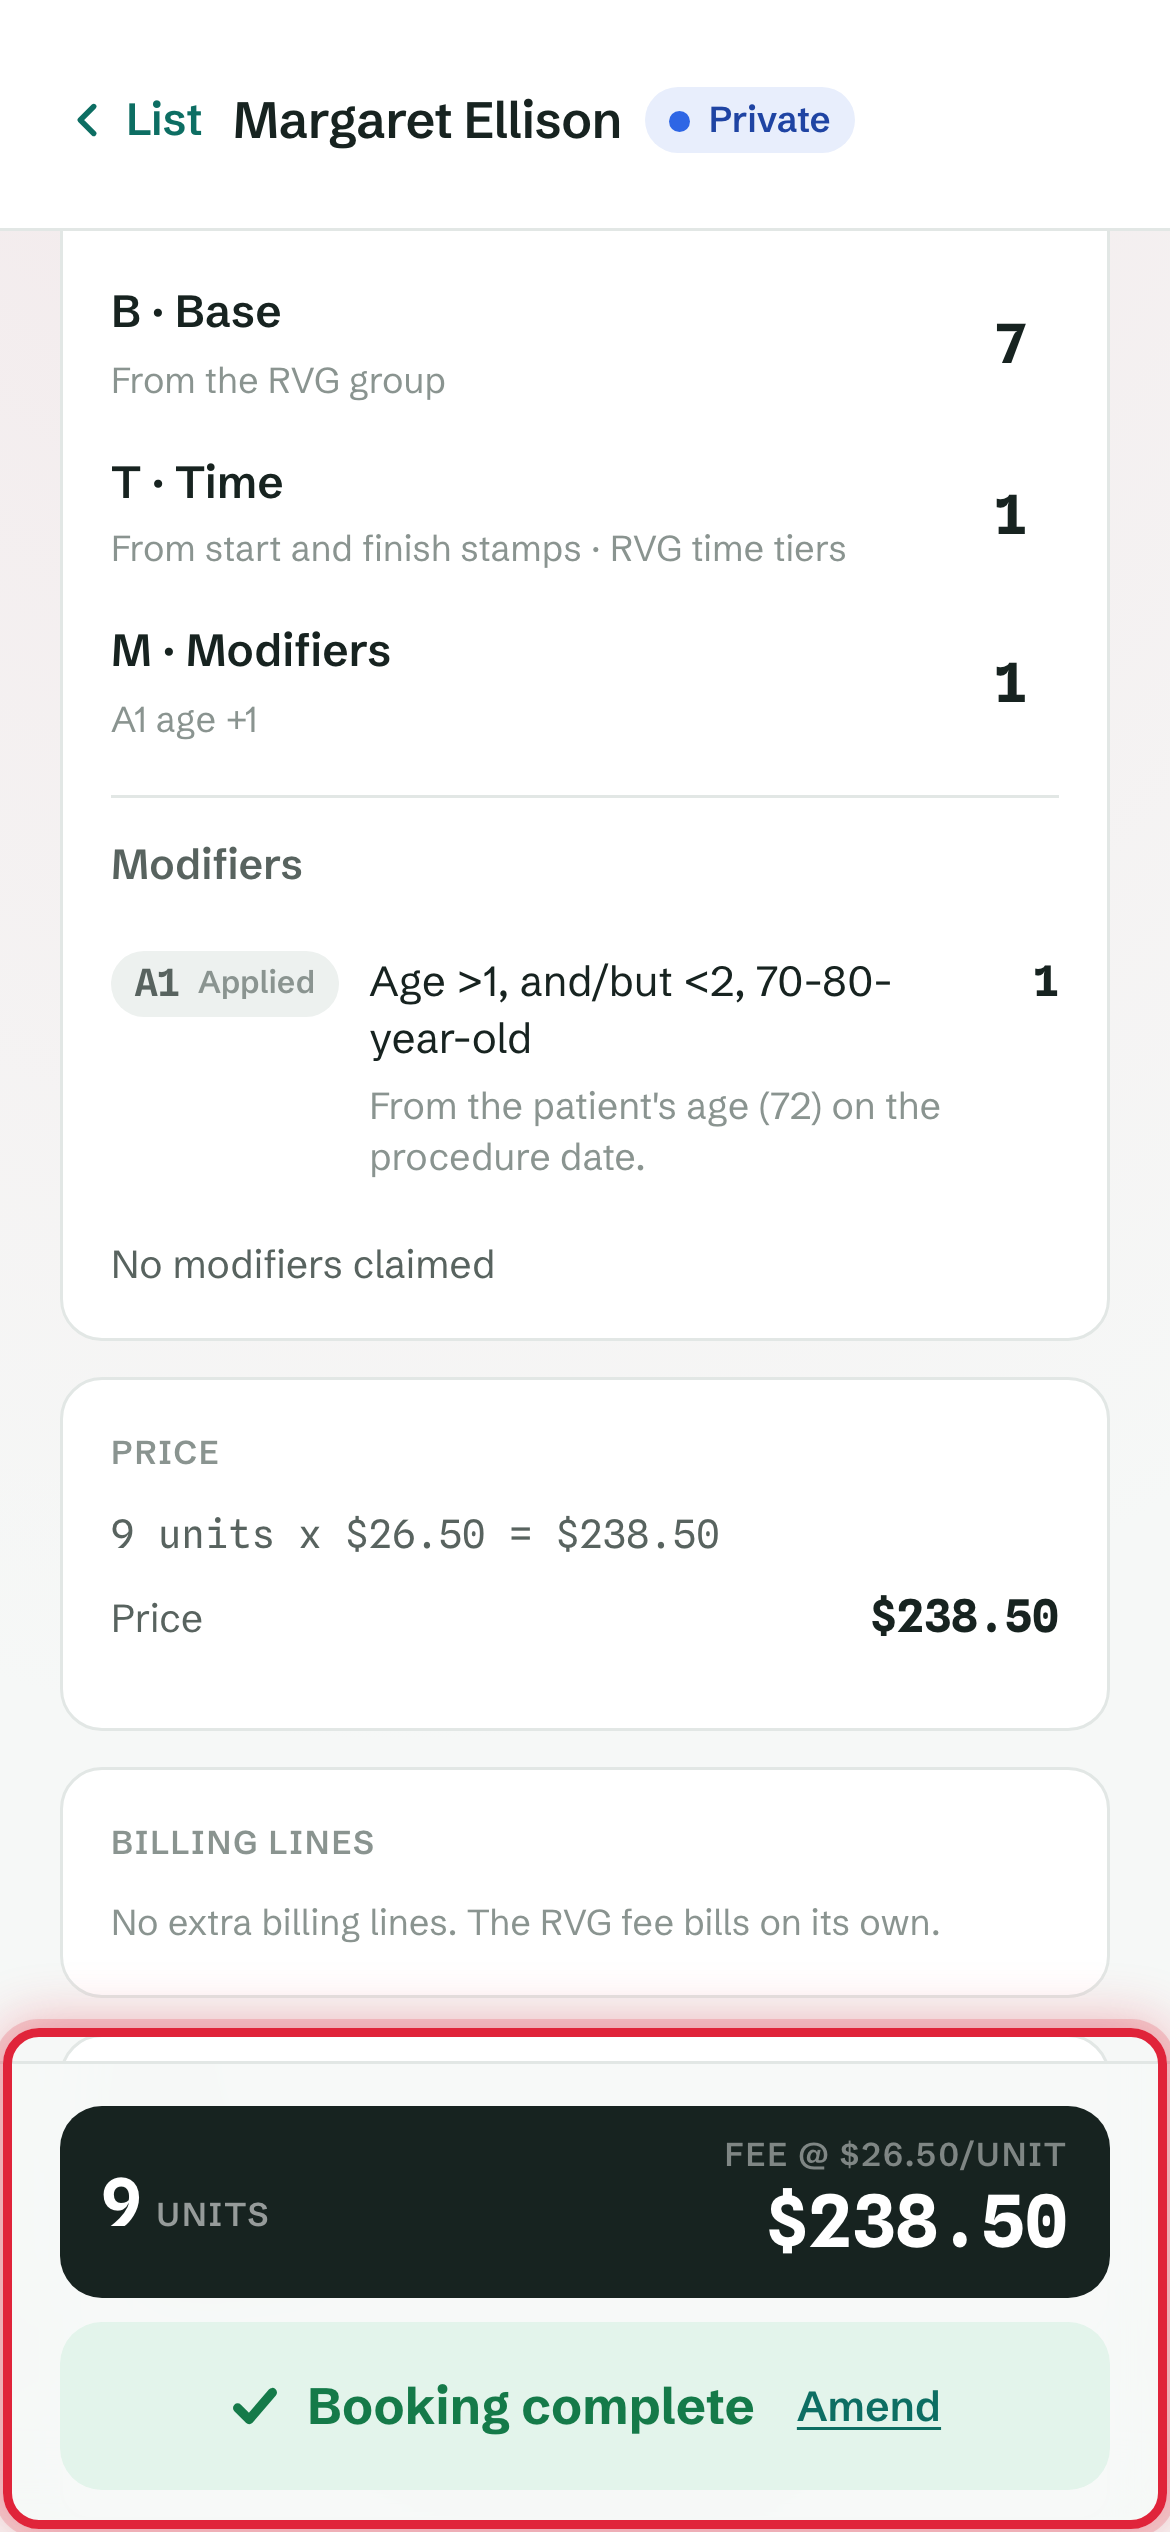 List Margaret Ellison Private
B · Base
7
From the RVG group
T · Time
1
From start and finish stamps · RVG time tiers
M · Modifiers
1
A1 age +1
Modifiers
A1 Applied Age >1, and/but <2, 70-80- 1
year-old
From the patient's age (72) on the
procedure date.
No modifiers claimed
PRICE
9 units x $26.50 = $238.50
Price $238.50
BILLING LINES
No extra billing lines. The RVG fee bills on its own.
FEE @ $26.50/UNIT
9 UNITS $238.50
Booking complete Amend